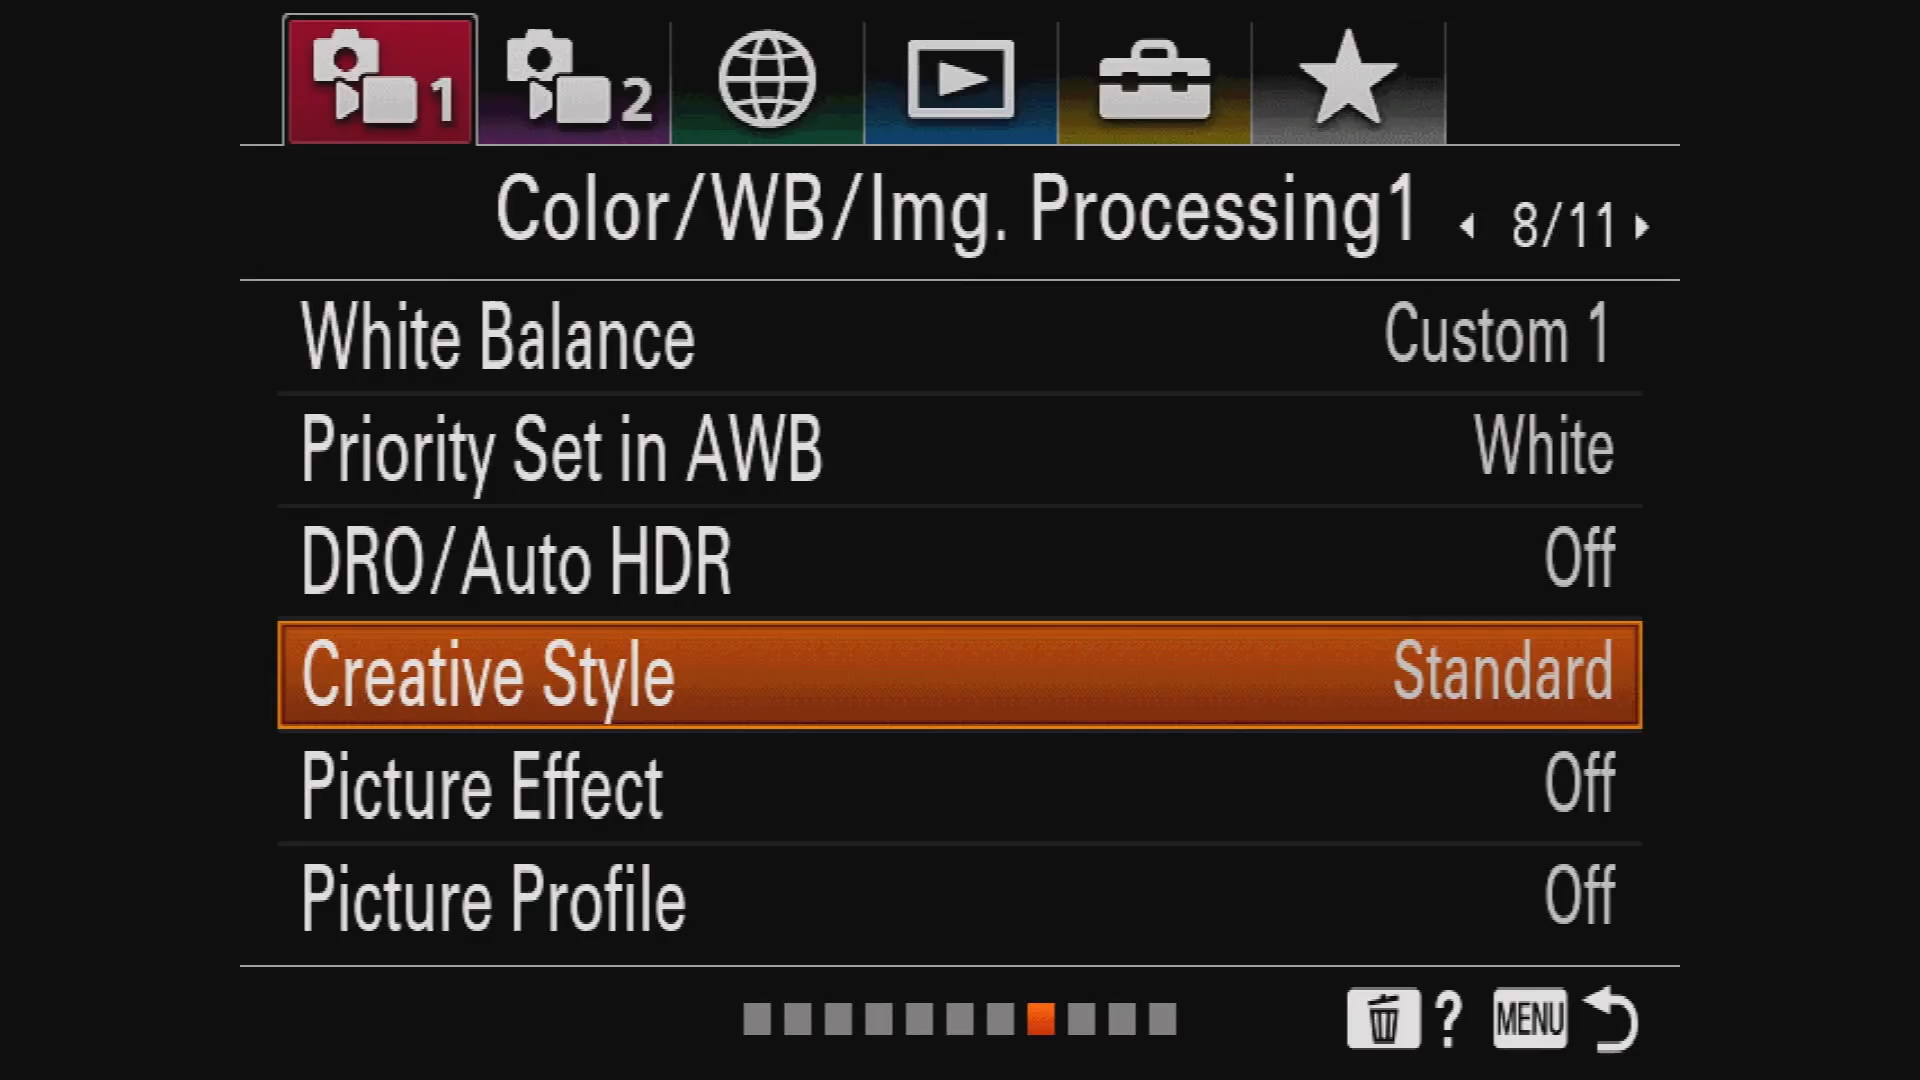 1 2
Color/WB/Img. Processing1 8/11
White Balance Custom 1
Priority Set in AWB White
DRO/Auto HDR Off
Creative Style Standard
Picture Effect Off
Picture Profile Off
? MENU